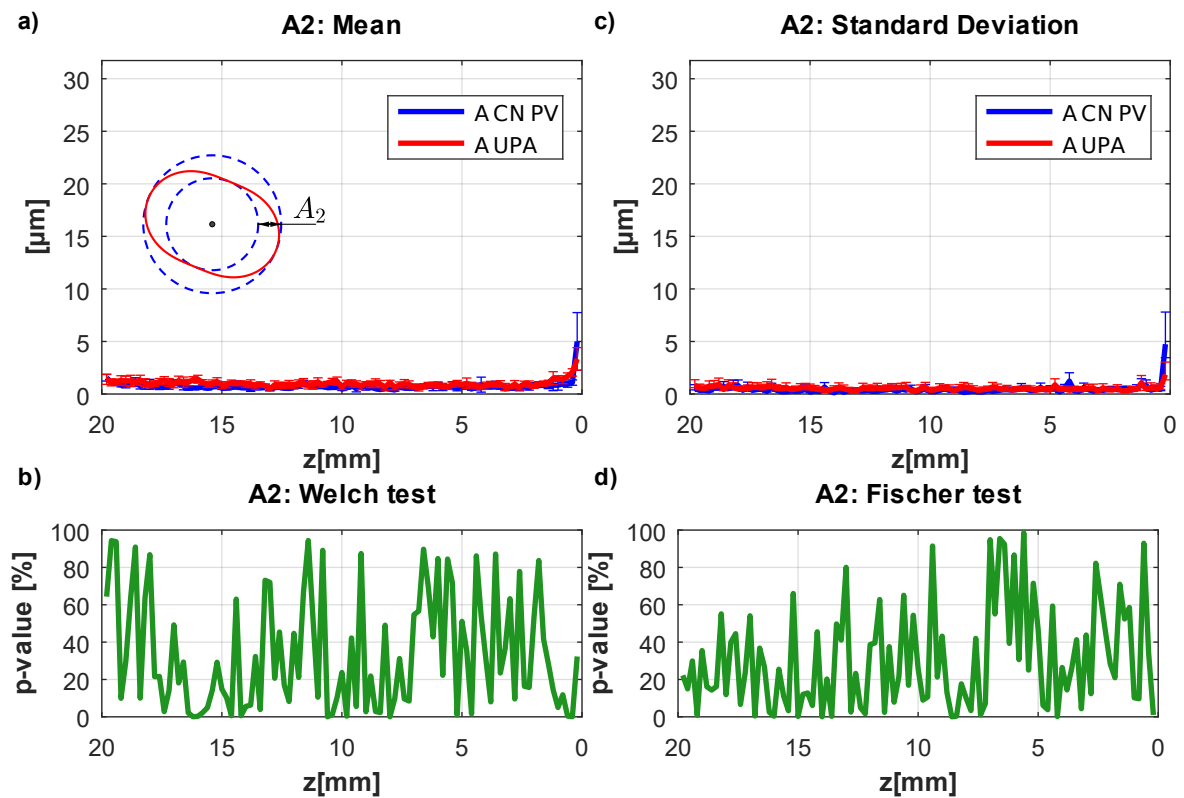 a)
A2: Mean
[µm]
30
25
20
15
10
5
0
A CN PV
A UPA
A2
20
15
10
5
0
z[mm]
c)
A2: Standard Deviation
[µm]
30
25
20
15
10
5
0
A CN PV
A UPA
20
15
10
5
0
z[mm]
b)
A2: Welch test
p-value [%]
100
80
60
40
20
0
20
15
10
5
0
z[mm]
d)
A2: Fischer test
p-value [%]
100
80
60
40
20
0
20
15
10
5
0
z[mm]